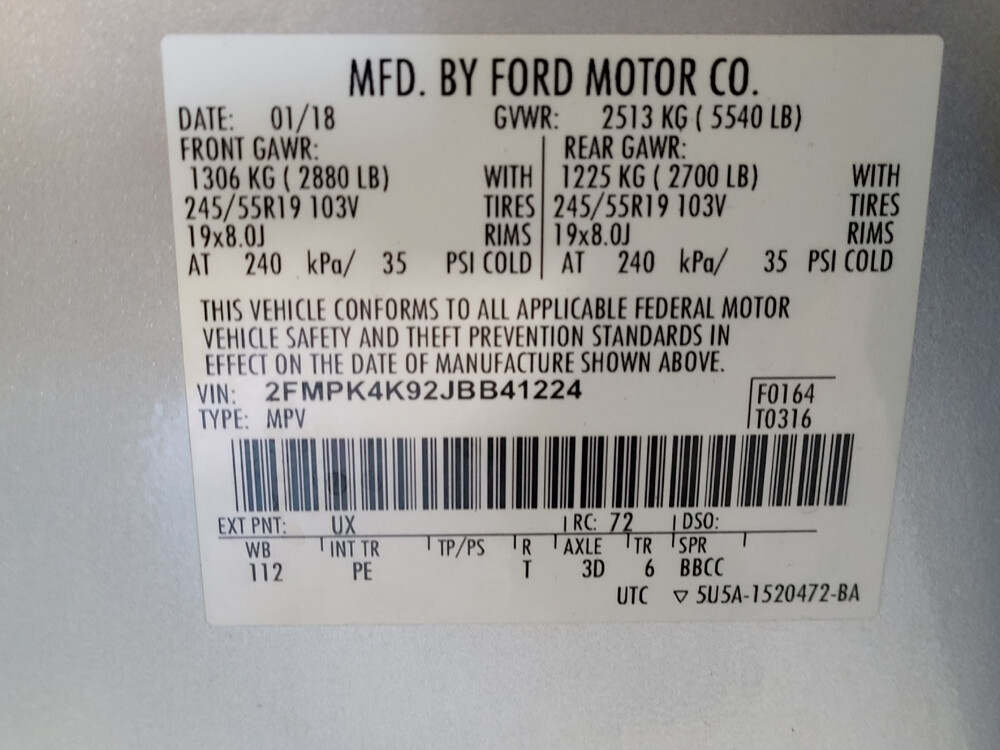 MFD. BY FORD MOTOR CO.
DATE: 01/18 GVWR: 2513 KG ( 5540 LB)
FRONT GAWR: REAR GAWR:
1306 KG ( 2880 LB) WITH 1225 KG ( 2700 LB) WITH
245/55R19 103V TIRES 245/55R19 103V TIRES
19x8.0J RIMS 19x8.0J RIMS
AT 240 kPa/ 35 PSI COLD AT 240 kPa/ 35 PSI COLD
THIS VEHICLE CONFORMS TO ALL APPLICABLE FEDERAL MOTOR
VEHICLE SAFETY AND THEFT PREVENTION STANDARDS IN
EFFECT ON THE DATE OF MANUFACTURE SHOWN ABOVE.
VIN: 2FMPK4K92JBB41224 F0164
TYPE: MPV T0316
EXT PNT: UX RC: 72 DSO:
WB INT TR TP/PS R AXLE TR SPR
112 PE T 3D 6 BBCC
UTC ▽ 5U5A-1520472-BA